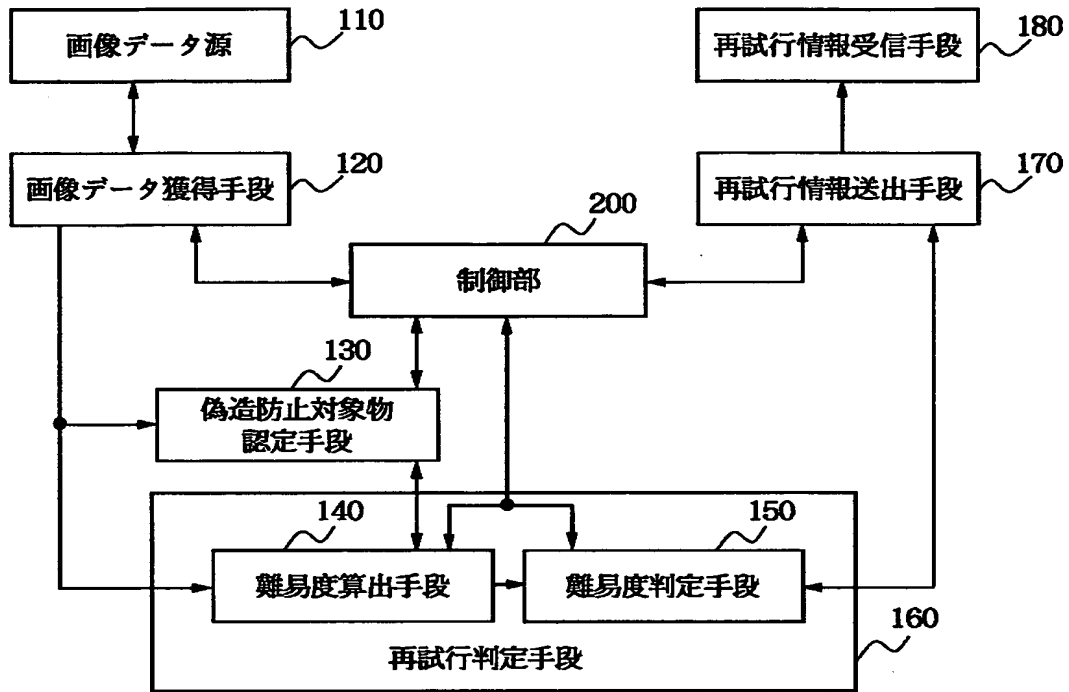 画像データ源
110
再試行情報受信手段
180
画像データ獲得手段
120
再試行情報送出手段
170
制御部
200
偽造防止対象物
認定手段
130
難易度算出手段
140
難易度判定手段
150
再試行判定手段
160